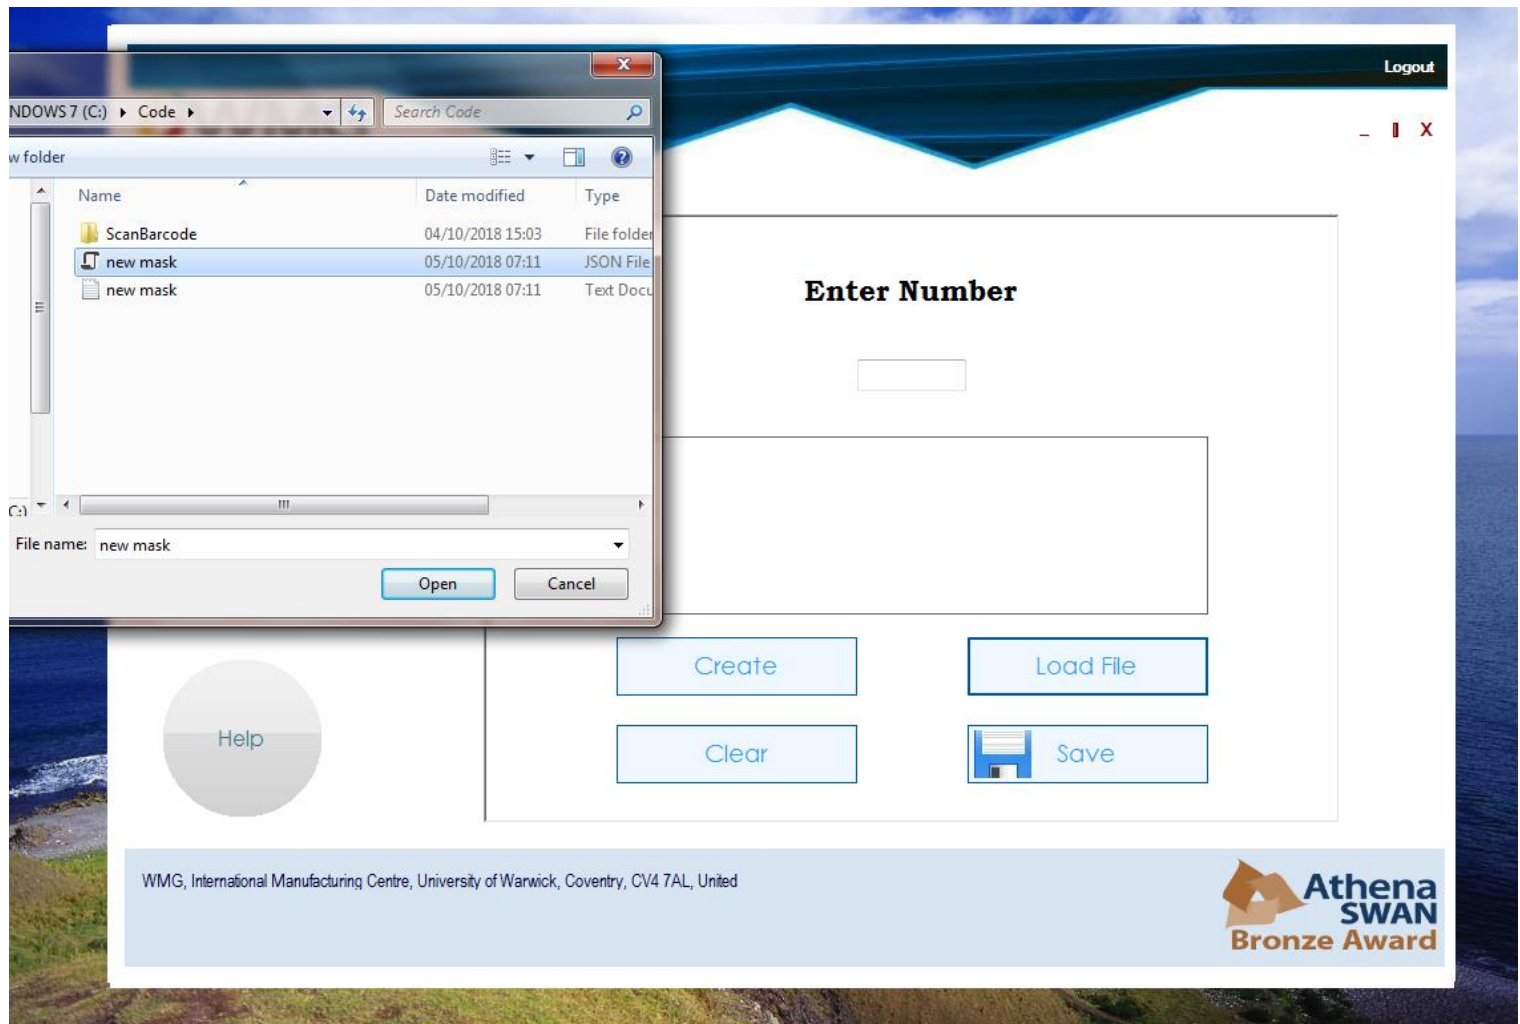 Logout
NDOWS 7 (C:) Code Search Code
w folder
_ X
Name Date modified Type
ScanBarcode 04/10/2018 15:03 File folder
new mask 05/10/2018 07:11 JSON File
new mask 05/10/2018 07:11 Text Docu
Enter Number
C:)
File name: new mask
Open Cancel
Create Load File
Help
Clear Save
WMG, International Manufacturing Centre, University of Warwick, Coventry, CV4 7AL, United
Athena
SWAN
Bronze Award